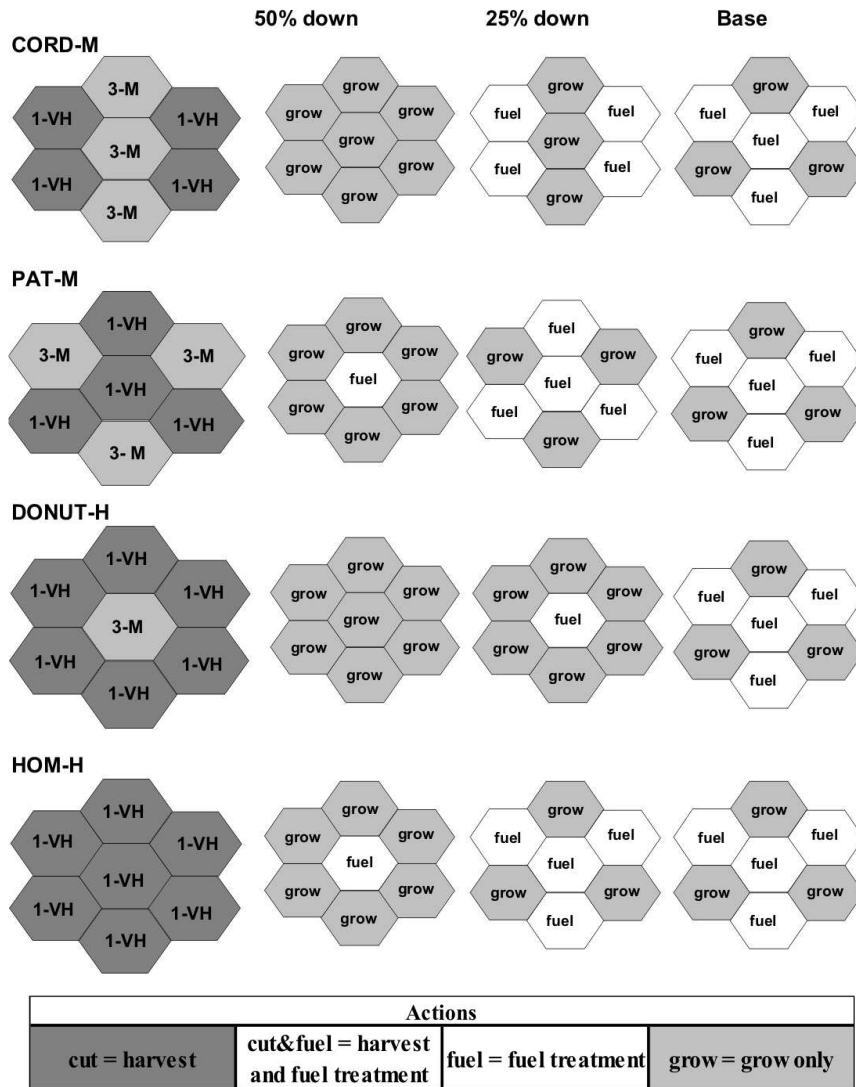 50% down 25% down Base
CORD-M
3-M grow grow grow
1-VH 1-VH grow grow fuel fuel fuel fuel
3-M grow grow fuel
1-VH 1-VH grow grow fuel fuel grow grow
3-M grow grow fuel
PAT-M
1-VH grow fuel grow
3-M 3-M grow grow grow grow fuel fuel
1-VH fuel fuel fuel
1-VH 1-VH grow grow fuel fuel grow grow
3- M grow grow fuel
DONUT-H
1-VH grow grow grow
1-VH 1-VH grow grow grow grow fuel fuel
3-M grow fuel fuel
1-VH 1-VH grow grow grow grow grow grow
1-VH grow grow fuel
HOM-H
1-VH grow grow grow
1-VH 1-VH grow grow fuel fuel fuel fuel
1-VH fuel fuel fuel
1-VH 1-VH grow grow grow grow grow grow
1-VH grow fuel fuel
Actions
cut = harvest
cut&fuel = harvest
and fuel treatment
fuel = fuel treatment
grow = grow only